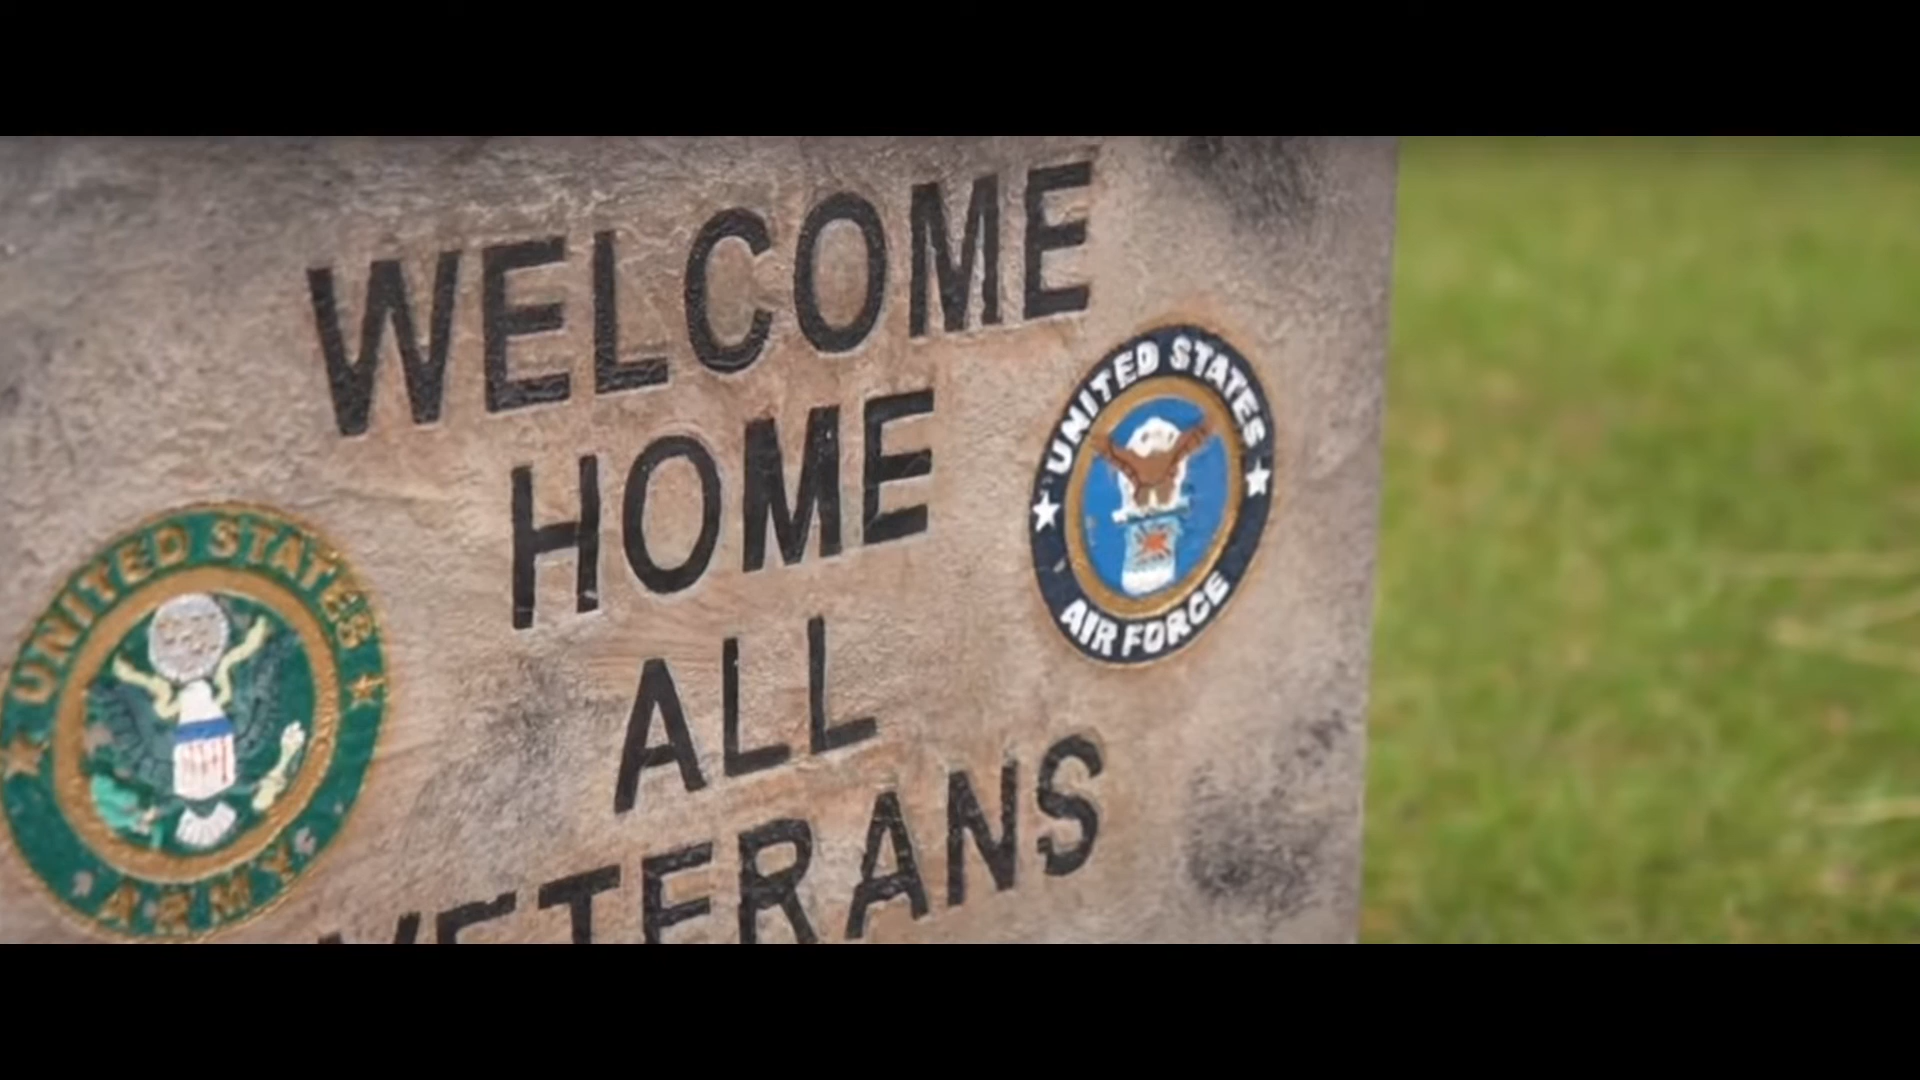 WELCOME
HOME
ALL
VETERANS
UNITED STATES
AIR FORCE
UNITED STATES
ARMY